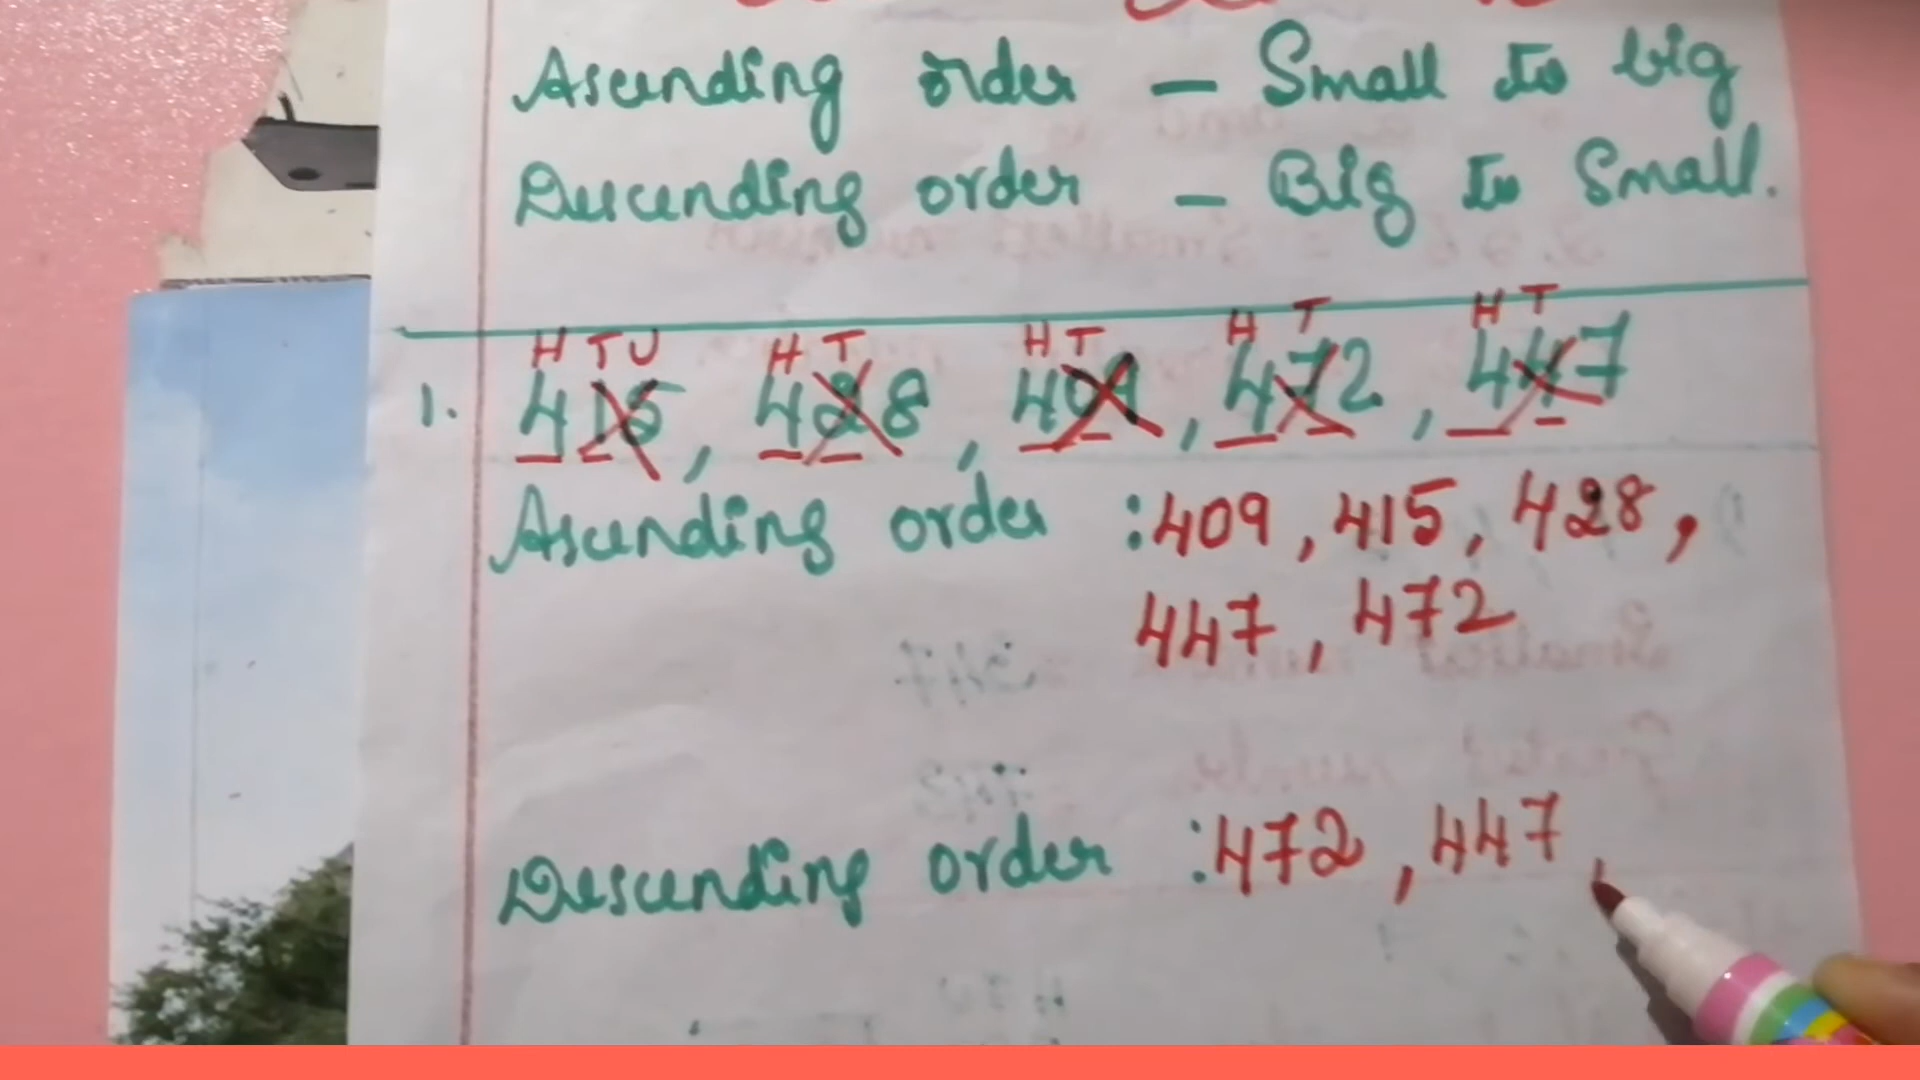 Ascending order - Small to big
Descending order - Big to Small.
H T U H T H T H T H T
1. 415, 428, 409, 472, 447
Ascending order : 409, 415, 428,
447, 472
Descending order : 472, 447,